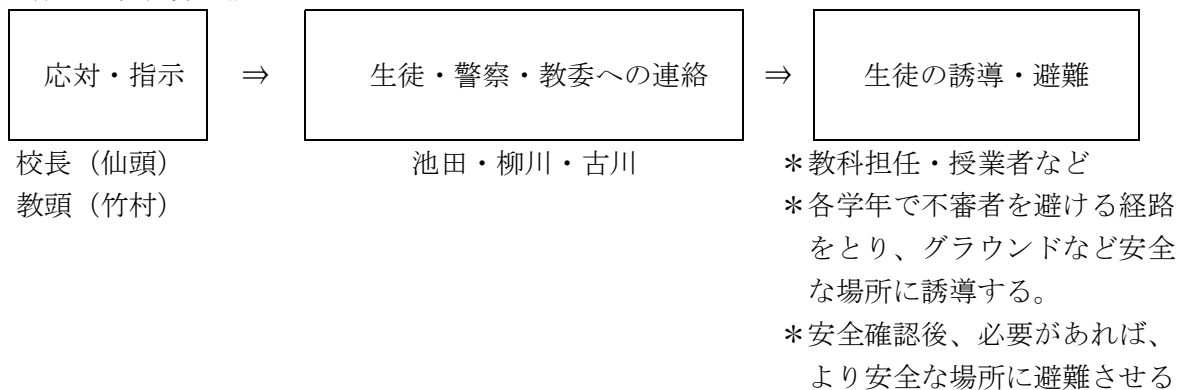 応対・指示 ⇒ 生徒・警察・教委への連絡 ⇒ 生徒の誘導・避難
校長（仙頭） 池田・柳川・古川 ＊教科担任・授業者など
教頭（竹村） ＊各学年で不審者を避ける経路
をとり、グラウンドなど安全
な場所に誘導する。
＊安全確認後、必要があれば、
より安全な場所に避難させる